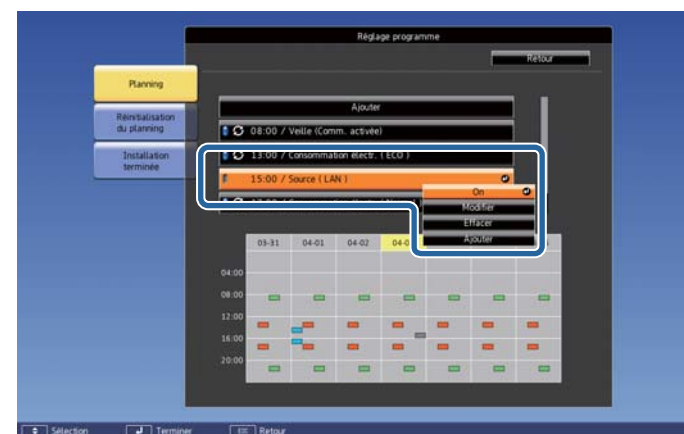 Réglage programme
Retour
Planning
Réinitialisation
du planning
Installation
terminée
Ajouter
08:00 / Veille (Comm. activée)
13:00 / Consommation électr. ( ECO )
15:00 / Source ( LAN )
On
Modifier
Effacer
Ajouter
03-31 04-01 04-02
04:00
08:00
12:00
16:00
20:00
Sélection Terminer Retour